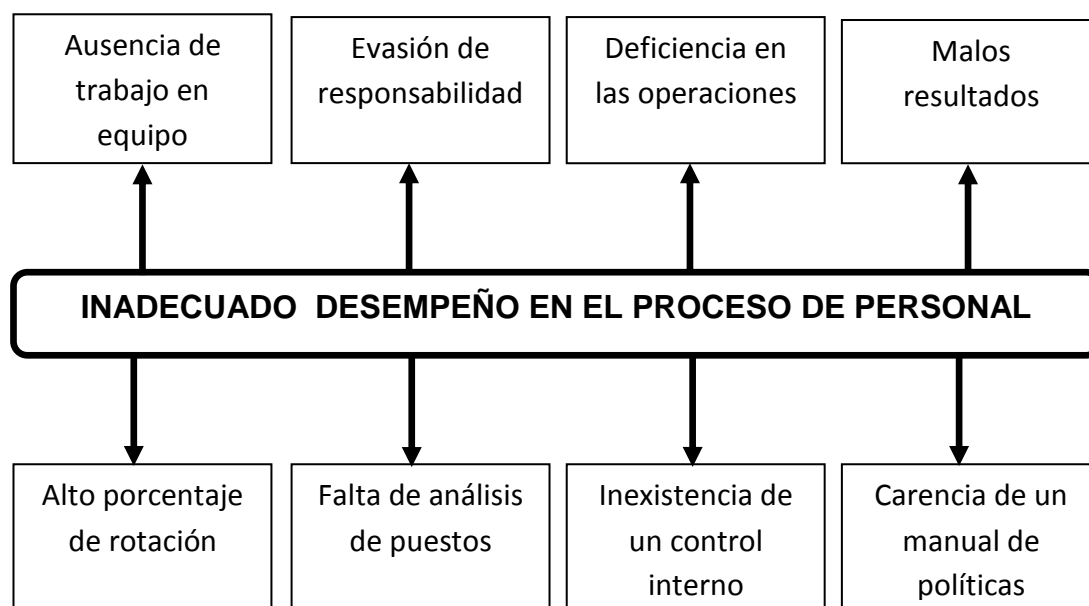 Ausencia de
trabajo en
equipo
Evasión de
responsabilidad
Deficiencia en
las operaciones
Malos
resultados
INADECUADO  DESEMPEÑO EN EL PROCESO DE PERSONAL
Alto porcentaje
de rotación
Falta de análisis
de puestos
Inexistencia de
un control
interno
Carencia de un
manual de
políticas